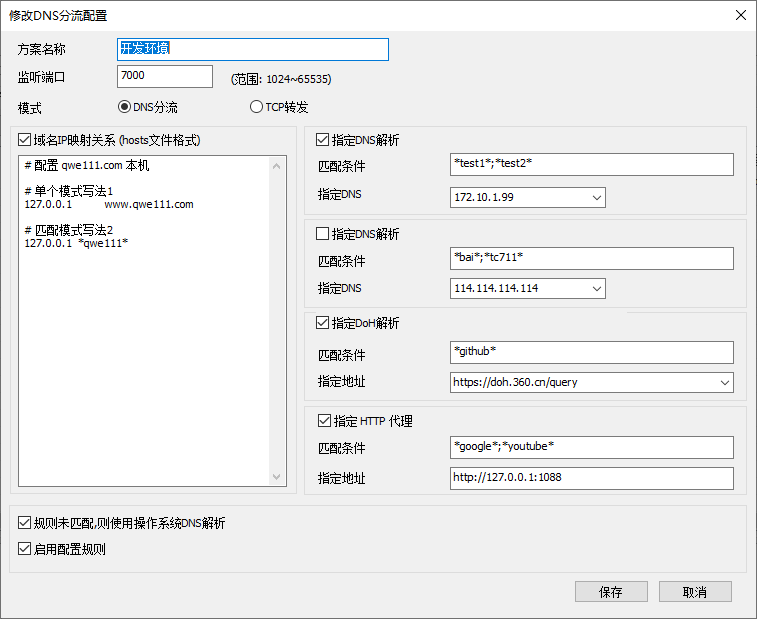 修改DNS分流配置
方案名称
开发环境
监听端口
7000
(范围: 1024~65535)
模式
DNS分流
TCP转发
域名IP映射关系 (hosts文件格式)
# 配置 qwe111.com 本机
# 单个模式写法1
127.0.0.1 www.qwe111.com
# 匹配模式写法2
127.0.0.1 *qwe111*
指定DNS解析
匹配条件
*test1*;*test2*
指定DNS
172.10.1.99
指定DNS解析
匹配条件
*bai*;*tc711*
指定DNS
114.114.114.114
指定DoH解析
匹配条件
*github*
指定地址
https://doh.360.cn/query
指定 HTTP 代理
匹配条件
*google*;*youtube*
指定地址
http://127.0.0.1:1088
规则未匹配,则使用操作系统DNS解析
启用配置规则
保存
取消